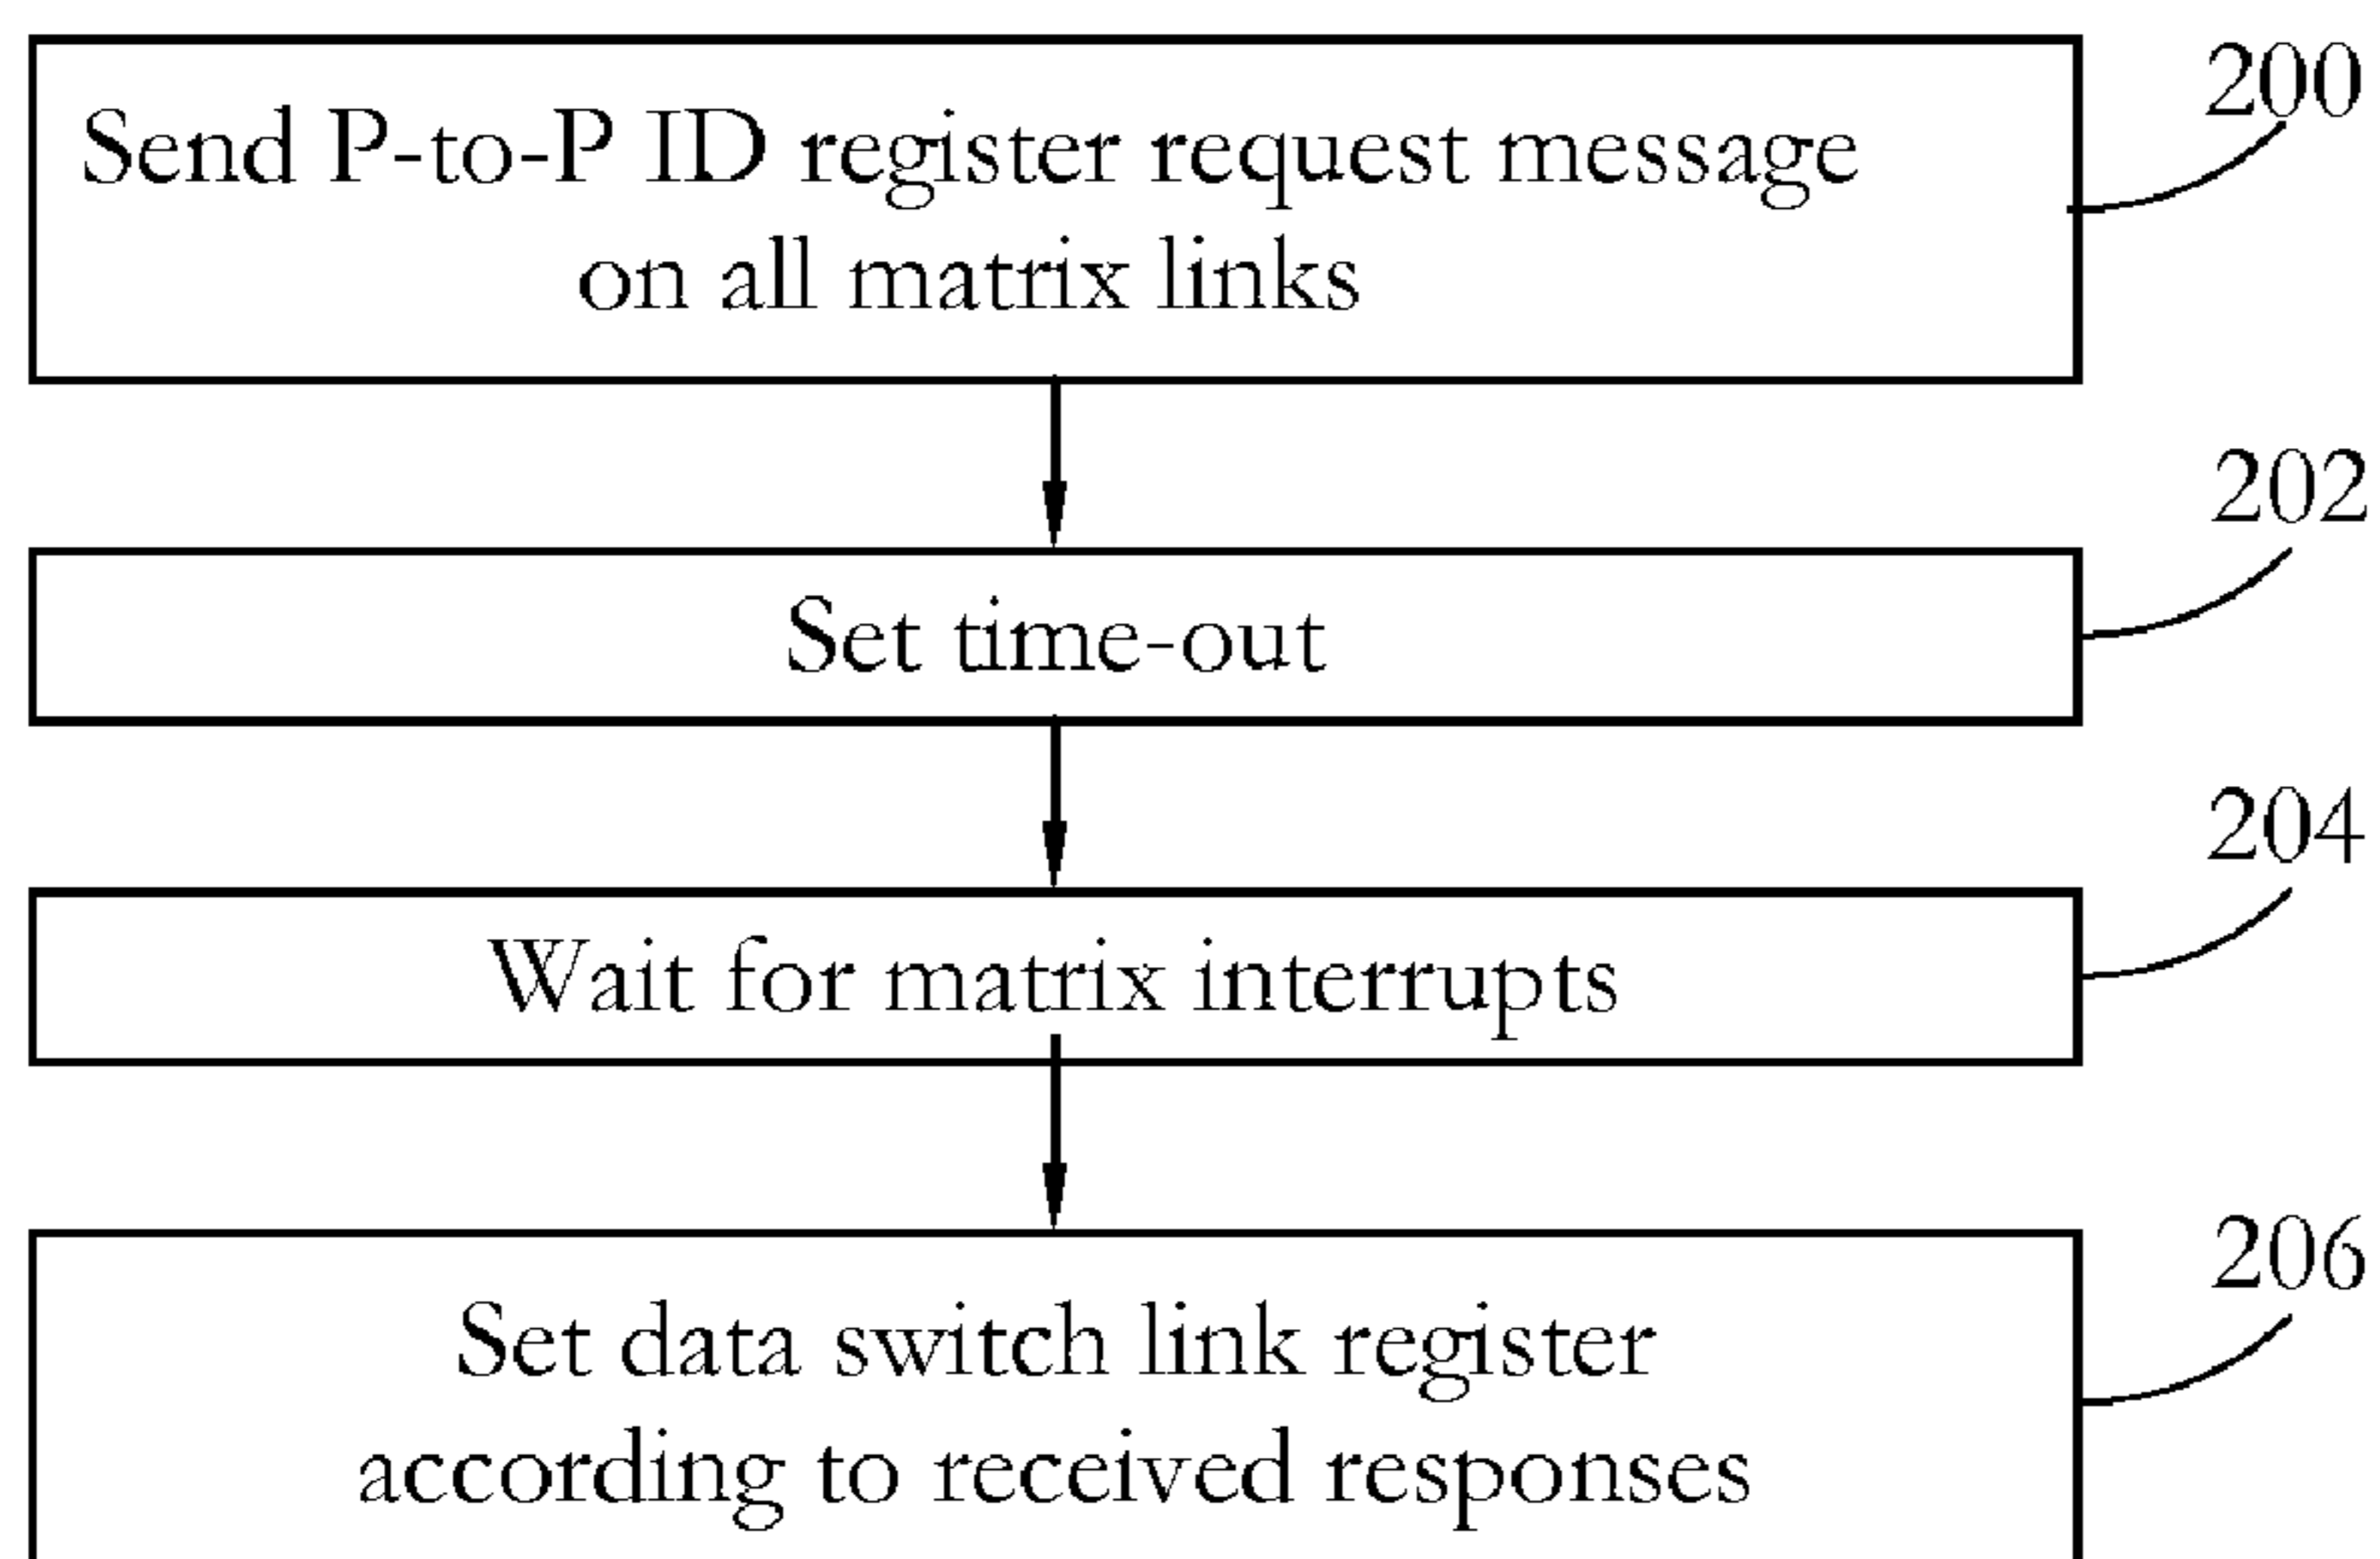 200
Send P-to-P ID register request message
on all matrix links
202
Set time-out
204
Wait for matrix interrupts
206
Set data switch link register
according to received responses